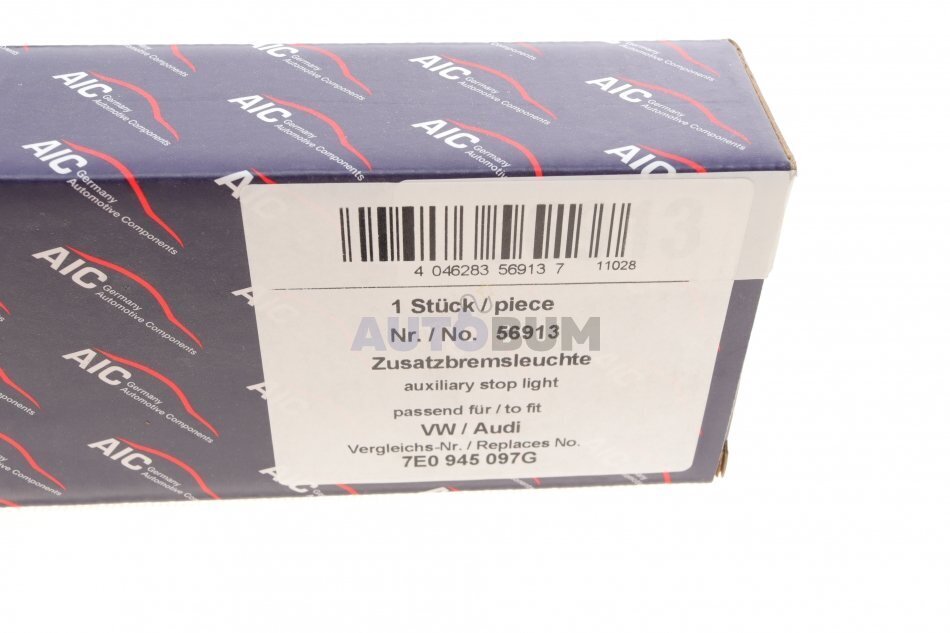 AIC Germany
Automotive Components
4 046283 56913 7 11028
1 Stück / piece
Nr. / No. 56913
AUTOBUM
Zusatzbremsleuchte
auxiliary stop light
passend für / to fit
VW / Audi
Vergleichs-Nr. / Replaces No.
7E0 945 097G